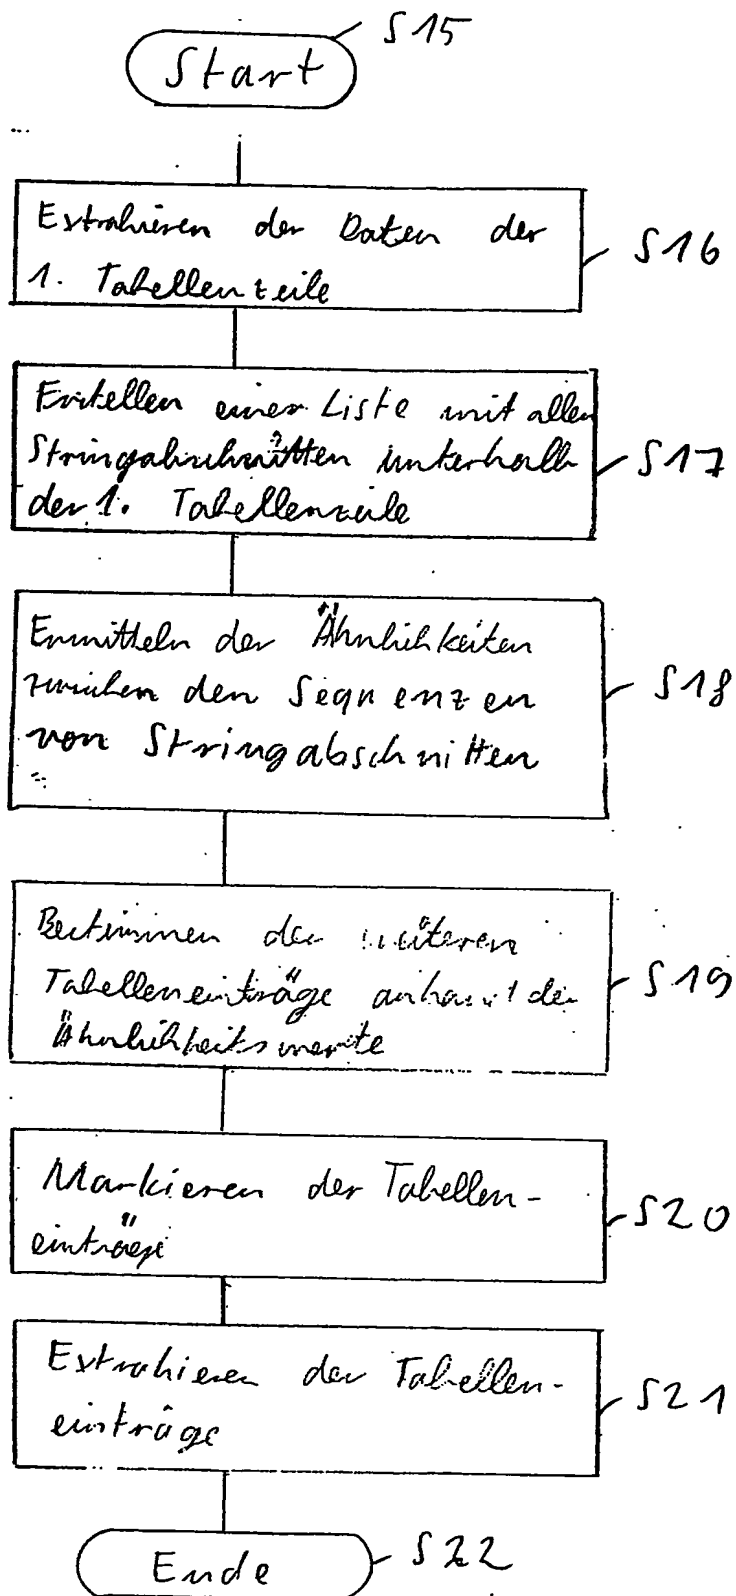 S15
Start
Extrahieren der Daten der
1. Tabellenzeile
S16
Erstellen einer Liste mit allen
Stringabschnitten unterhalb
der 1. Tabellenzeile
S17
Ermitteln der Ähnlichkeiten
zwischen den Sequenzen
von Stringabschnitten
S18
Bestimmen der weiteren
Tabelleneinträge anhand der
Ähnlichkeitswerte
S19
Markieren der Tabellen-
einträge
S20
Extrahieren der Tabellen-
einträge
S21
Ende
S22